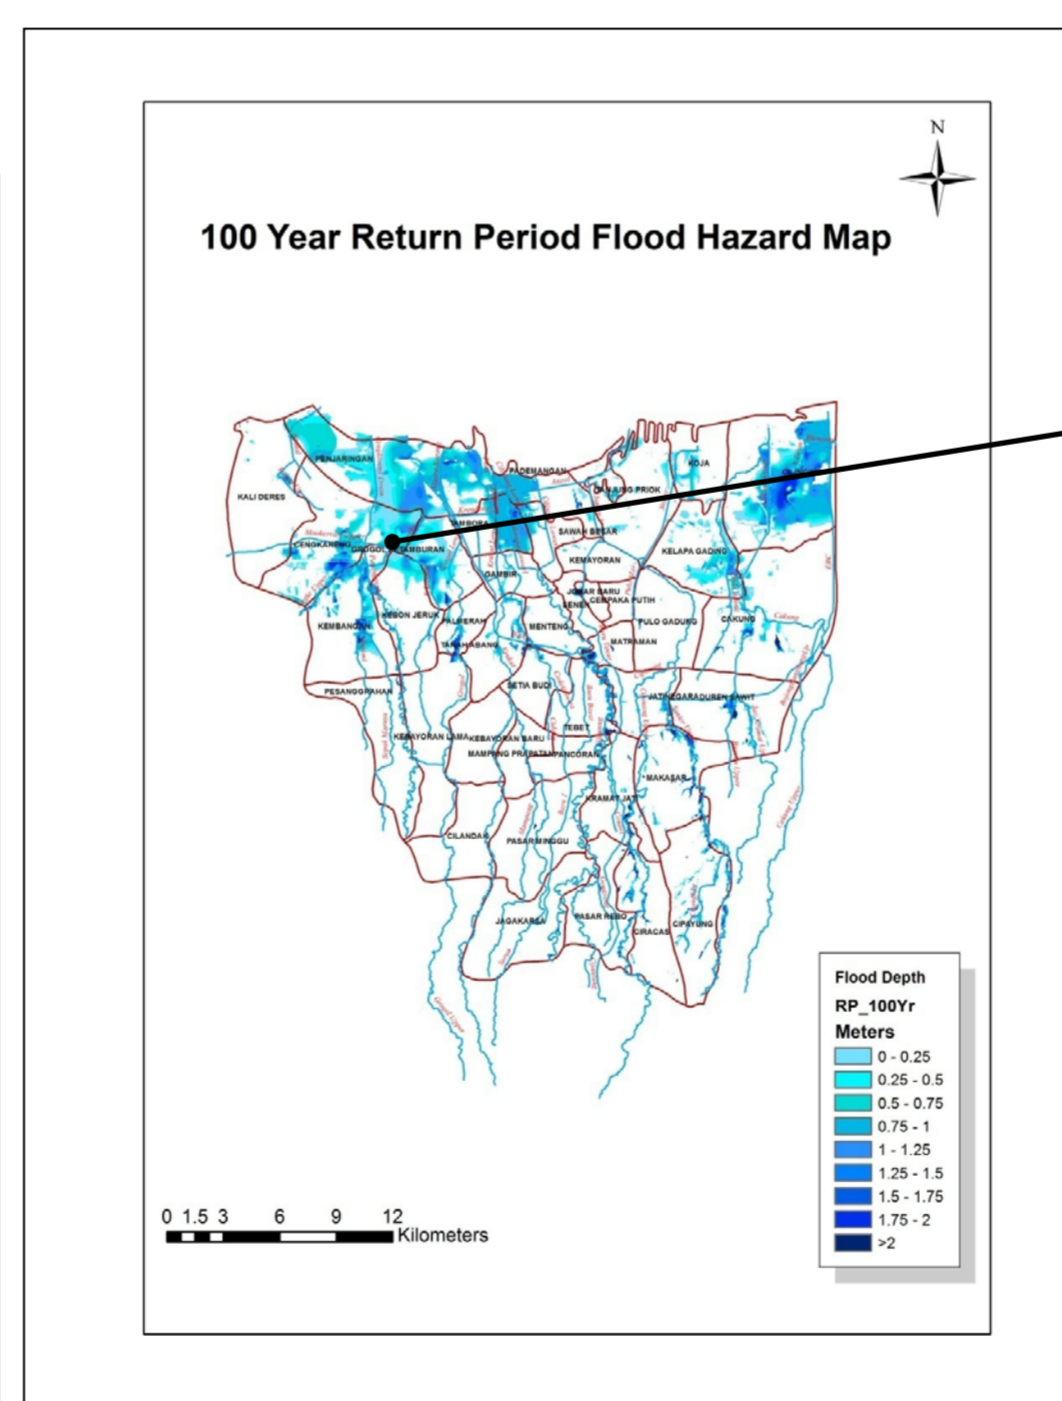 N
100 Year Return Period Flood Hazard Map
PENJARINGAN
PADEMANGAN
KOJA
KALI DERES
TANJUNG PRIOK
TAMBORA
SAWAH BESAR
CENGKARENG
GROGOL
TAMBURAN
KELAPA GADING
KEMAYORAN
GAMBIR
JOHAR BARU
SENEN
CEMPAKA PUTIH
KEBON JERUK
PALMERAH
KEMBANGAN
MENTENG
PULO GADUNG
CAKUNG
Cakung
MATRAMAN
TANAH ABANG
PESANGGRAHAN
SETIA BUDI
JATINEGARA
DUREN SAWIT
TEBET
KEBAYORAN LAMA
KEBAYORAN BARU
MAMPANG PRAPATAN
PANCORAN
MAKASAR
KRAMAT JATI
CILANDAK
PASAR MINGGU
JAGAKARSA
PASAR REBO
CIRACAS
CIPAYUNG
Grogol Upper
Flood Depth
RP_100Yr
Meters
0 - 0.25
0.25 - 0.5
0.5 - 0.75
0.75 - 1
1 - 1.25
1.25 - 1.5
1.5 - 1.75
1.75 - 2
>2
0 1.5 3 6 9 12
Kilometers